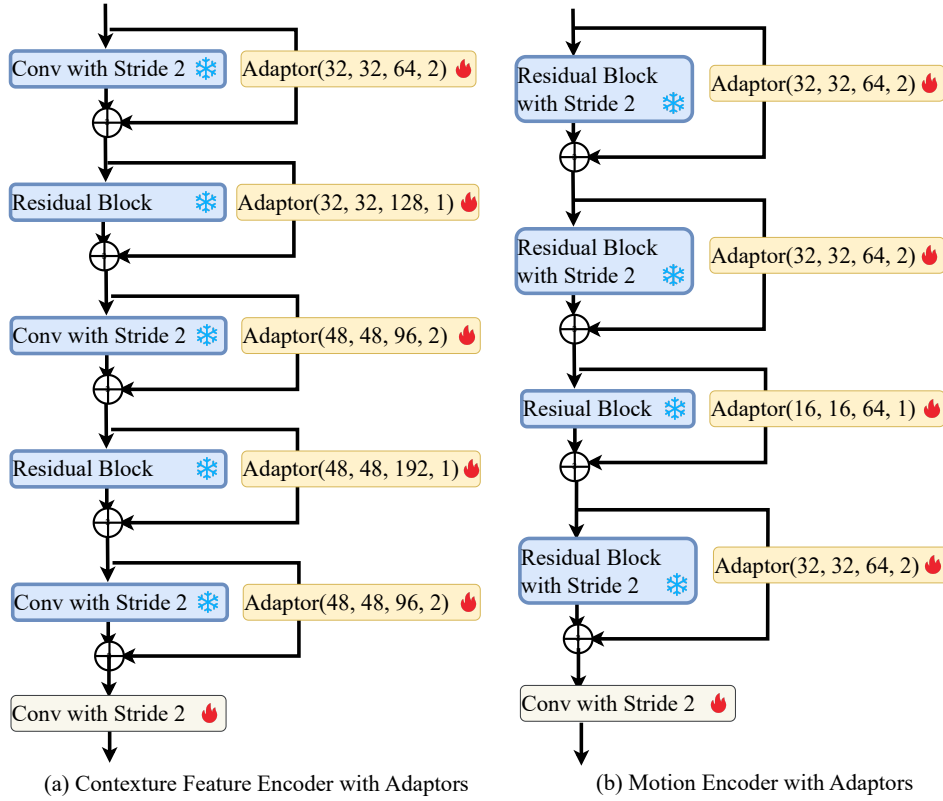 Conv with Stride 2
Adaptor(32, 32, 64, 2)
Residual Block
Adaptor(32, 32, 128, 1)
Conv with Stride 2
Adaptor(48, 48, 96, 2)
Residual Block
Adaptor(48, 48, 192, 1)
Conv with Stride 2
Adaptor(48, 48, 96, 2)
Conv with Stride 2
(a) Contexture Feature Encoder with Adaptors
Residual Block
with Stride 2
Adaptor(32, 32, 64, 2)
Residual Block
with Stride 2
Adaptor(32, 32, 64, 2)
Resiual Block
Adaptor(16, 16, 64, 1)
Residual Block
with Stride 2
Adaptor(32, 32, 64, 2)
Conv with Stride 2
(b) Motion Encoder with Adaptors